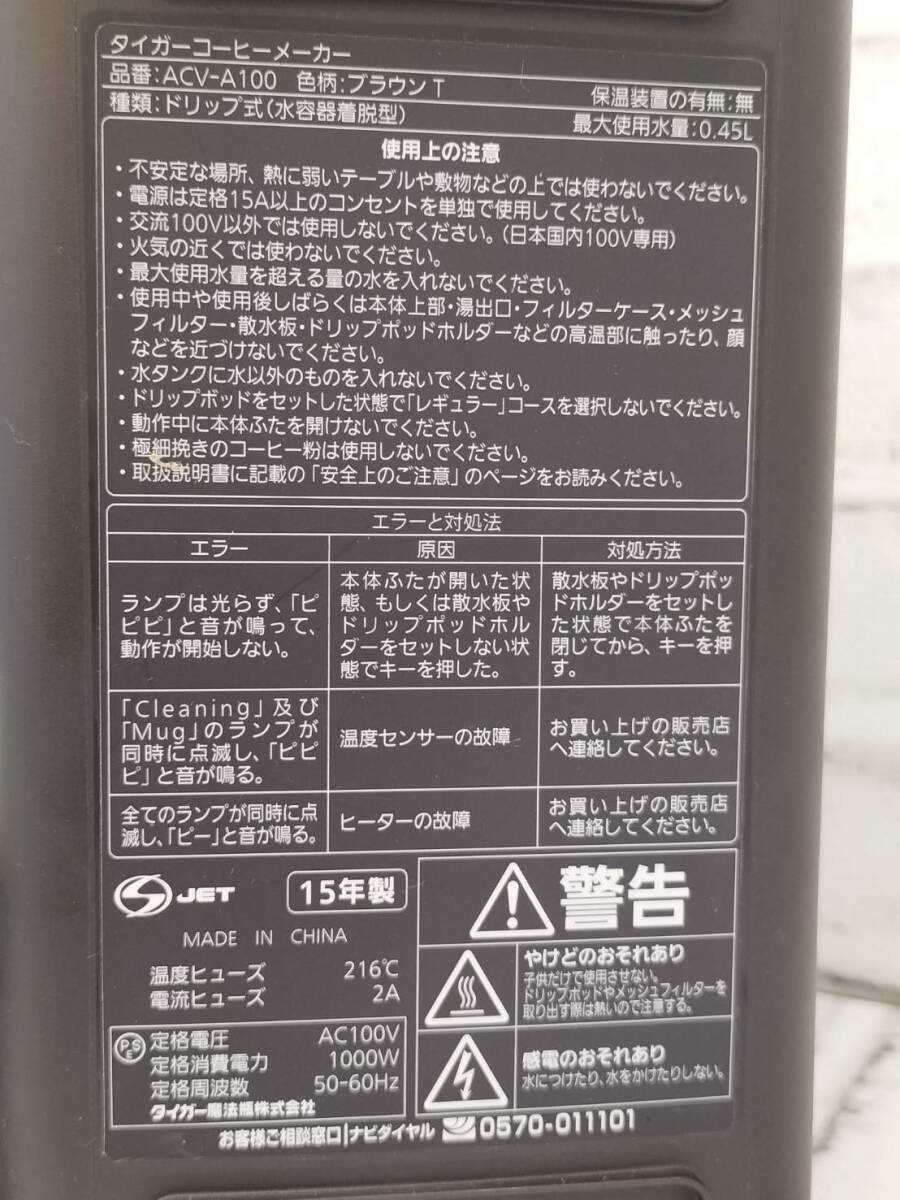 タイガーコーヒーメーカー
品番:ACV-A100 色柄:ブラウンT 保温装置の有無:無
種類:ドリップ式(水容器着脱型) 最大使用水量:0.45L
使用上の注意
・不安定な場所、熱に弱いテーブルや敷物などの上では使わないでください。
・電源は定格15A以上のコンセントを単独で使用してください。
・交流100V以外では使用しないでください。(日本国内100V専用)
・火気の近くでは使わないでください。
・最大使用水量を超える量の水を入れないでください。
・使用中や使用後しばらくは本体上部・湯出口・フィルターケース・メッシュ
フィルター・散水板・ドリップポッドホルダーなどの高温部に触ったり、顔
などを近づけないでください。
・水タンクに水以外のものを入れないでください。
・ドリップポッドをセットした状態で「レギュラー」コースを選択しないでください。
・動作中に本体ふたを開けないでください。
・極細挽きのコーヒー粉は使用しないでください。
・取扱説明書に記載の「安全上のご注意」のページをお読みください。
エラーと対処法
エラー 原因 対処方法
ランプは光らず、「ピ
ピピ」と音が鳴って、
動作が開始しない。
本体ふたが開いた状
態、もしくは散水板や
ドリップポッドホル
ダーをセットしない状
態でキーを押した。
散水板やドリップポッ
ドホルダーをセットし
た状態で本体ふたを
閉じてから、キーを押
す。
「Cleaning」及び
「Mug」のランプが
同時に点滅し、「ピピ
ピ」と音が鳴る。
温度センサーの故障
お買い上げの販売店
へ連絡してください。
全てのランプが同時に点
滅し、「ピー」と音が鳴る。
ヒーターの故障
お買い上げの販売店
へ連絡してください。
JET 15年製
MADE IN CHINA
温度ヒューズ 216℃
電流ヒューズ 2A
PSE 定格電圧 AC100V
定格消費電力 1000W
定格周波数 50-60Hz
タイガー魔法瓶株式会社
警告
やけどのおそれあり
子供だけで使用させない。
ドリップポッドやメッシュフィルターを
取り出す際は熱いので注意する。
感電のおそれあり
水につけたり、水をかけたりしない。
お客様ご相談窓口|ナビダイヤル 0570-011101